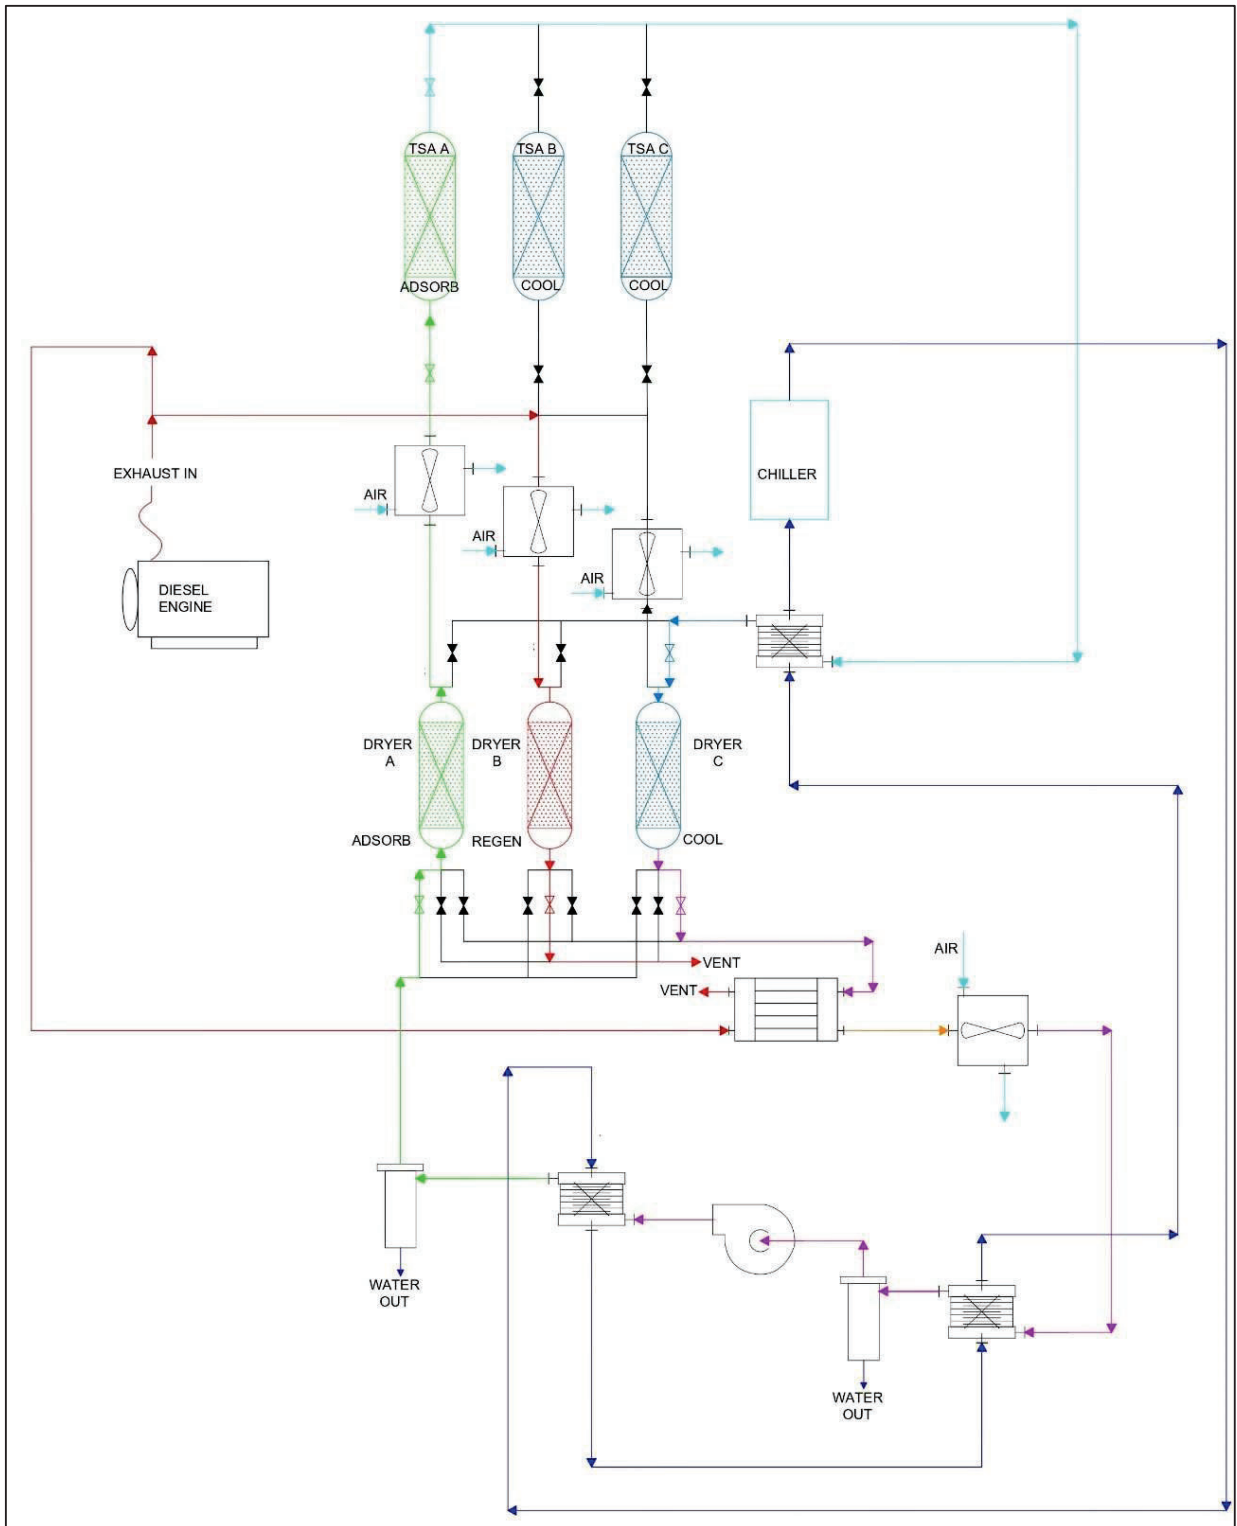 TSA A
TSA B
TSA C
ADSORB
COOL
COOL
EXHAUST IN
CHILLER
AIR
AIR
AIR
DIESEL
ENGINE
DRYER
A
DRYER
B
DRYER
C
ADSORB
REGEN
COOL
VENT
AIR
VENT
WATER
OUT
WATER
OUT